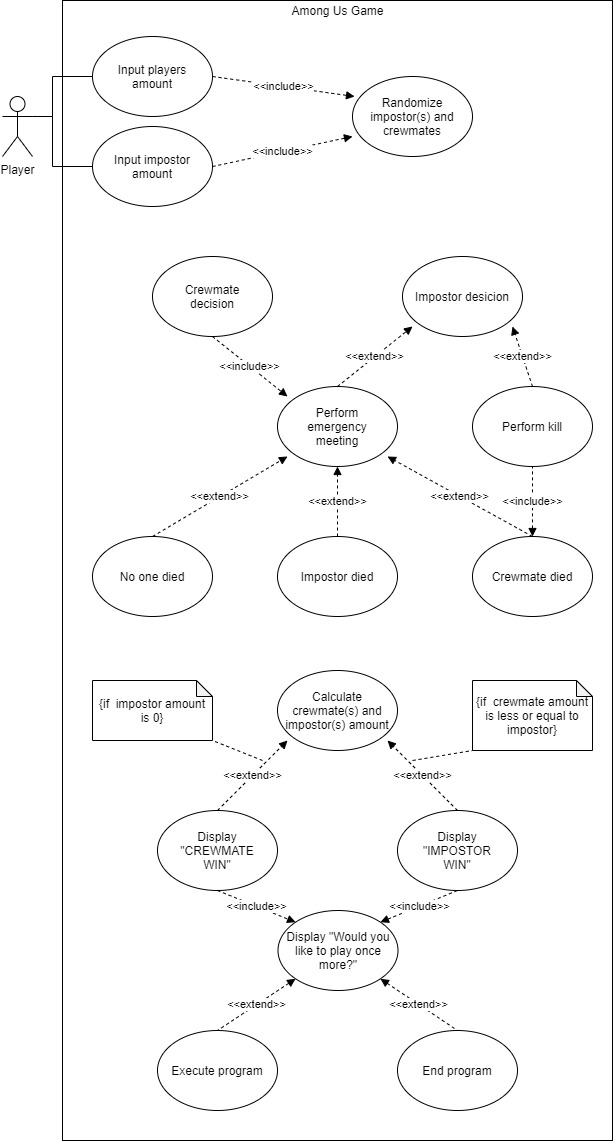 Among Us Game
Input players
amount
<<include>>
Randomize
impostor(s) and
crewmates
Player
Input impostor
amount
<<include>>
Crewmate
decision
Impostor desicion
<<include>>
<<extend>>
<<extend>>
Perform
emergency
meeting
Perform kill
<<extend>>
<<extend>>
<<extend>>
<<include>>
No one died
Impostor died
Crewmate died
{if  impostor amount
is 0}
Calculate
crewmate(s) and
impostor(s) amount
{if  crewmate amount
is less or equal to
impostor}
<<extend>>
<<extend>>
Display
"CREWMATE
WIN"
Display
"IMPOSTOR
WIN"
<<include>>
<<include>>
Display "Would you
like to play once
more?"
<<extend>>
<<extend>>
Execute program
End program